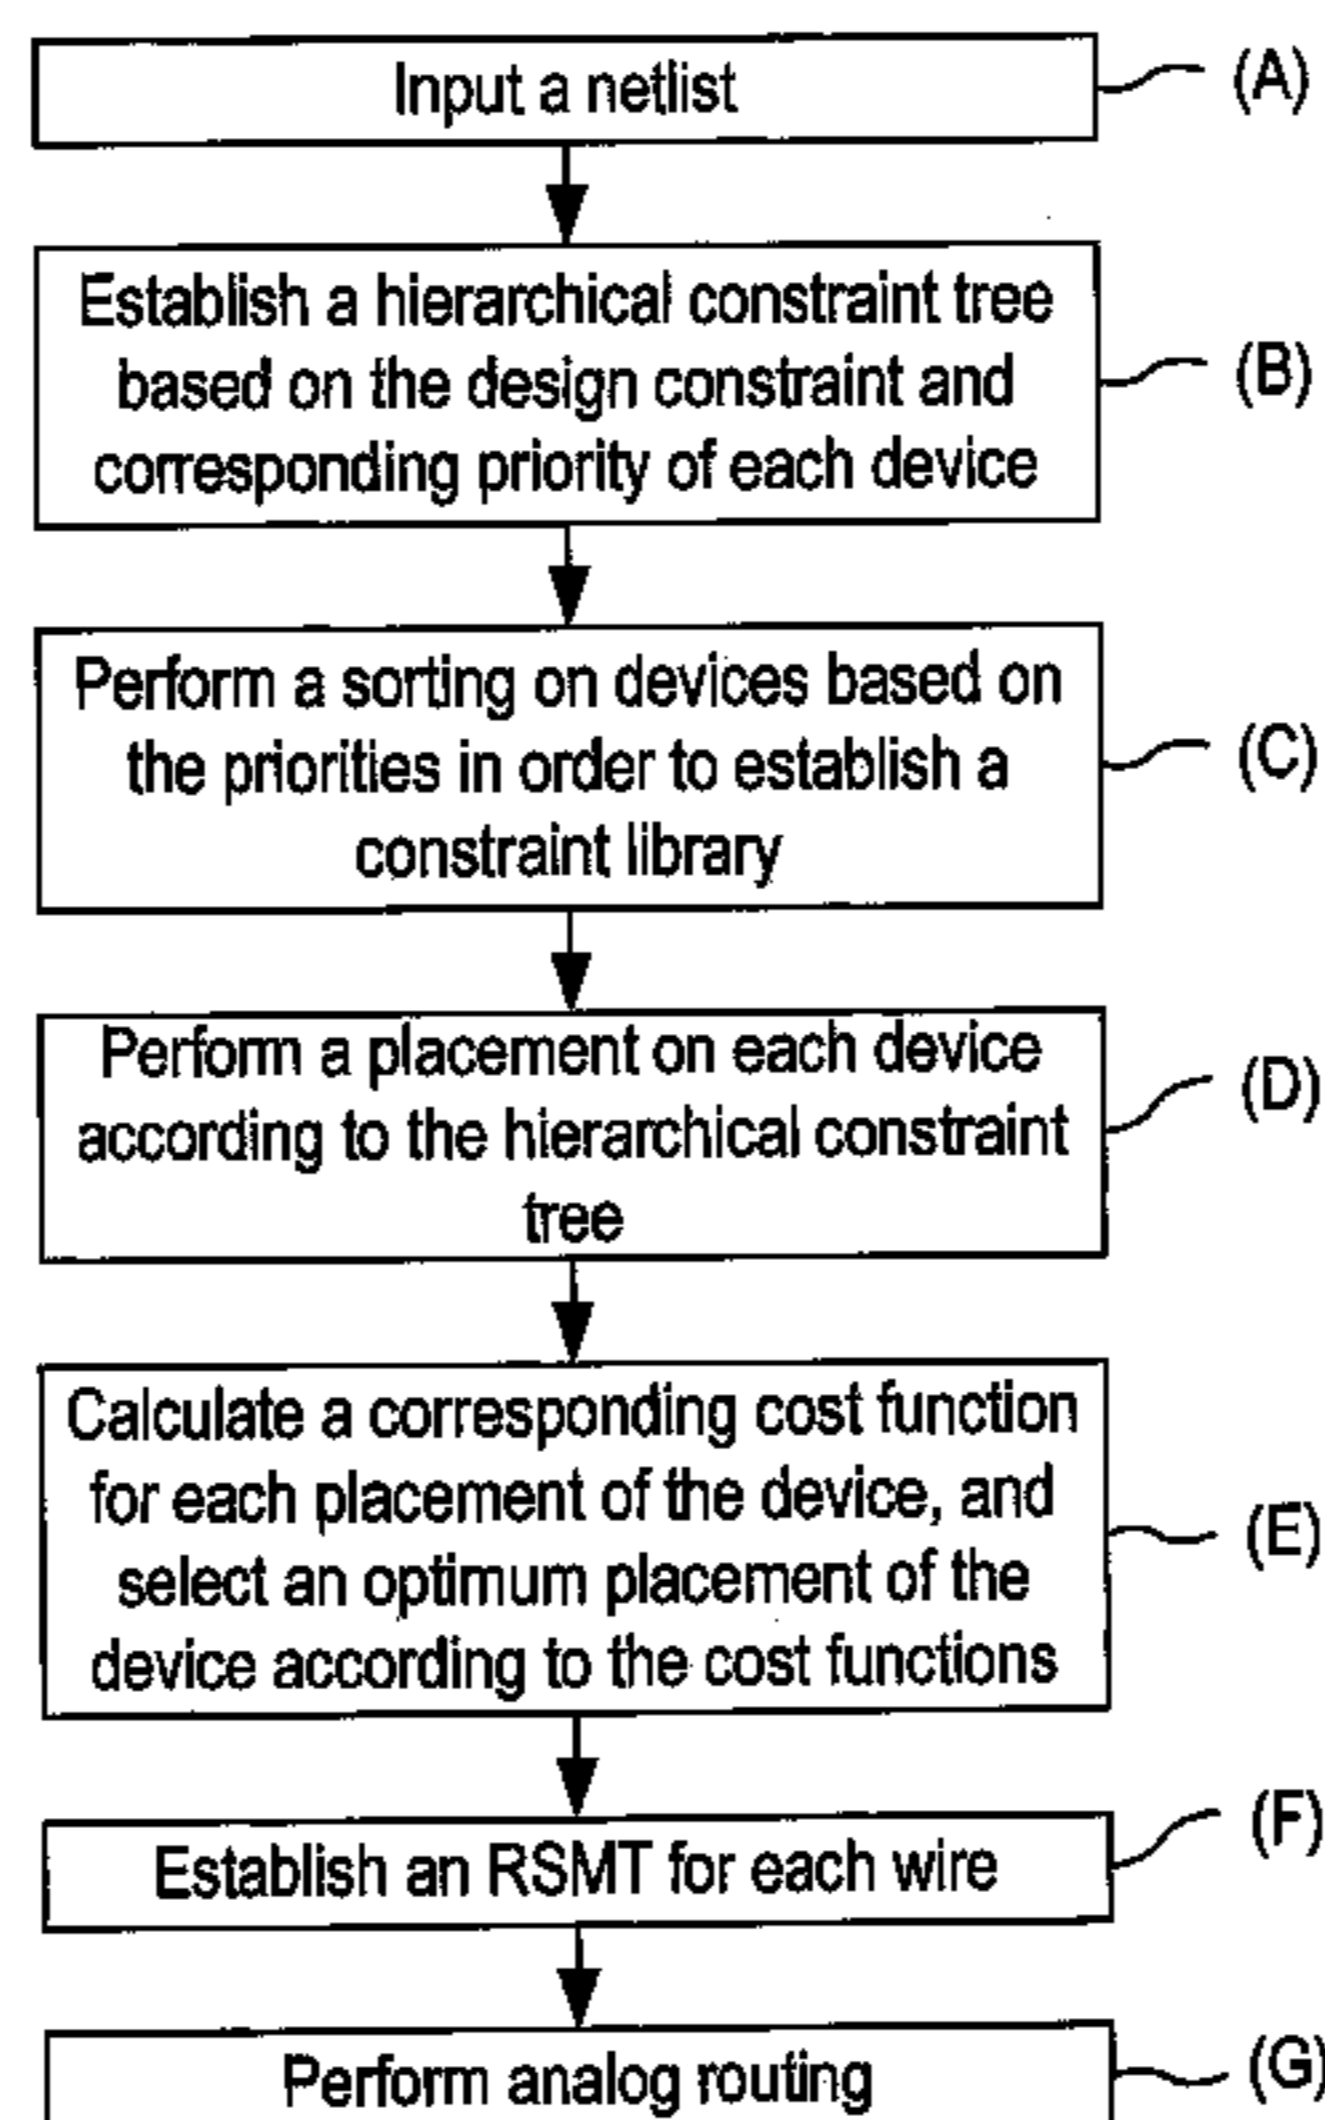 Input a netlist
(A)
Establish a hierarchical constraint tree
based on the design constraint and
corresponding priority of each device
(B)
Perform a sorting on devices based on
the priorities in order to establish a
constraint library
(C)
Perform a placement on each device
according to the hierarchical constraint
tree
(D)
Calculate a corresponding cost function
for each placement of the device, and
select an optimum placement of the
device according to the cost functions
(E)
Establish an RSMT for each wire
(F)
Perform analog routing
(G)